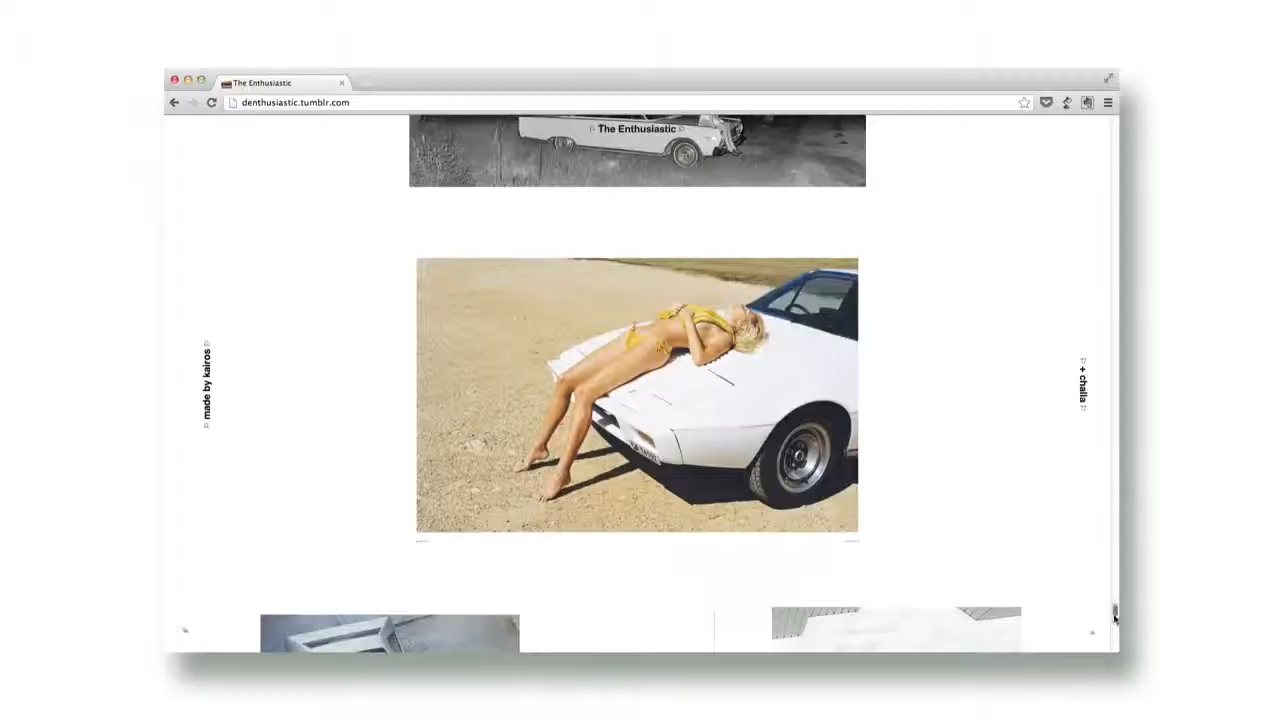 The Enthusiastic
denthusiastic.tumblr.com
The Enthusiastic
made by kairos
+ challa